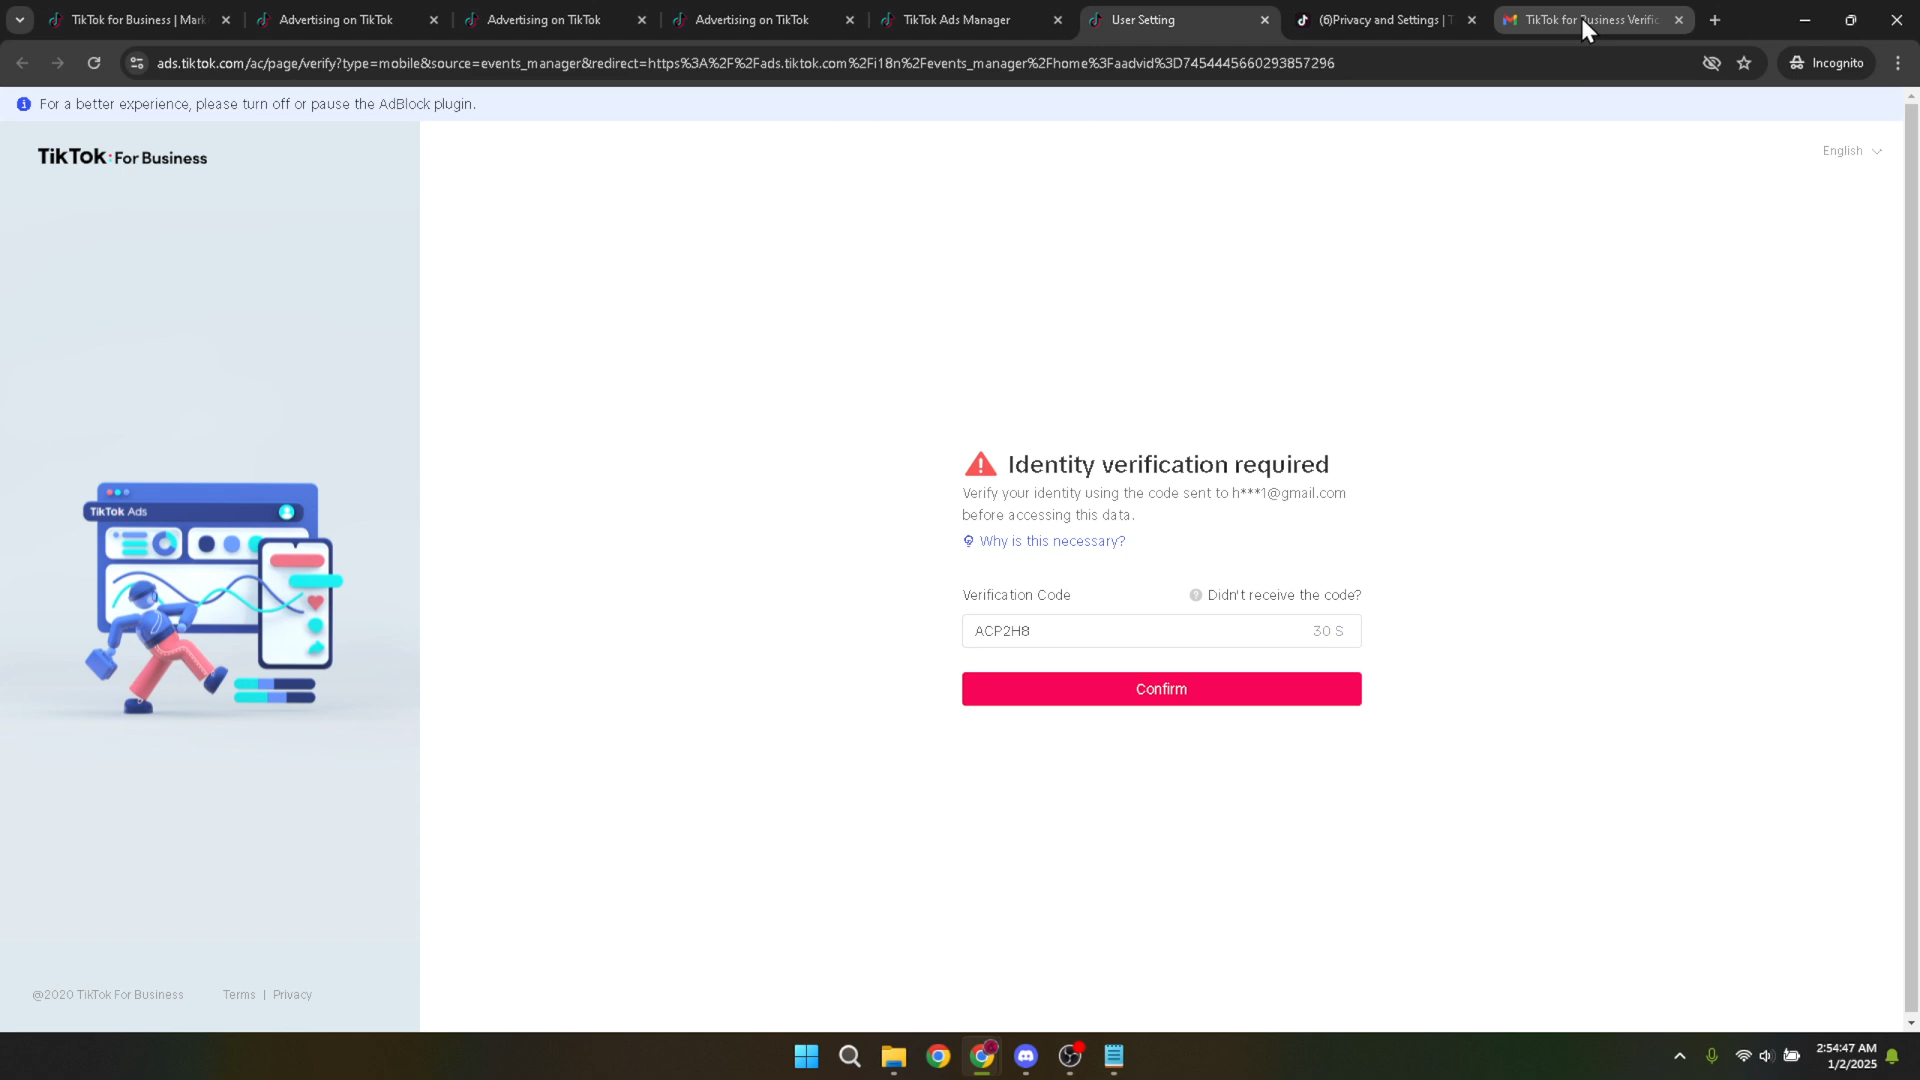 TikTok for Business | Mark
Advertising on TikTok
Advertising on TikTok
Advertising on TikTok
TikTok Ads Manager
User Setting
(6)Privacy and Settings | T
TikTok for Business Verific
ads.tiktok.com/ac/page/verify?type=mobile&source=events_manager&redirect=https%3A%2F%2Fads.tiktok.com%2Fi18n%2Fevents_manager%2Fhome%3Faadvid%3D7454445660293857296
Incognito
For a better experience, please turn off or pause the AdBlock plugin.
TikTok: For Business
English
TikTok Ads
Identity verification required
Verify your identity using the code sent to h***1@gmail.com
before accessing this data.
Why is this necessary?
Verification Code
Didn't receive the code?
ACP2H8
30 S
Confirm
@2020 TikTok For Business
Terms | Privacy
2:54:47 AM
1/2/2025